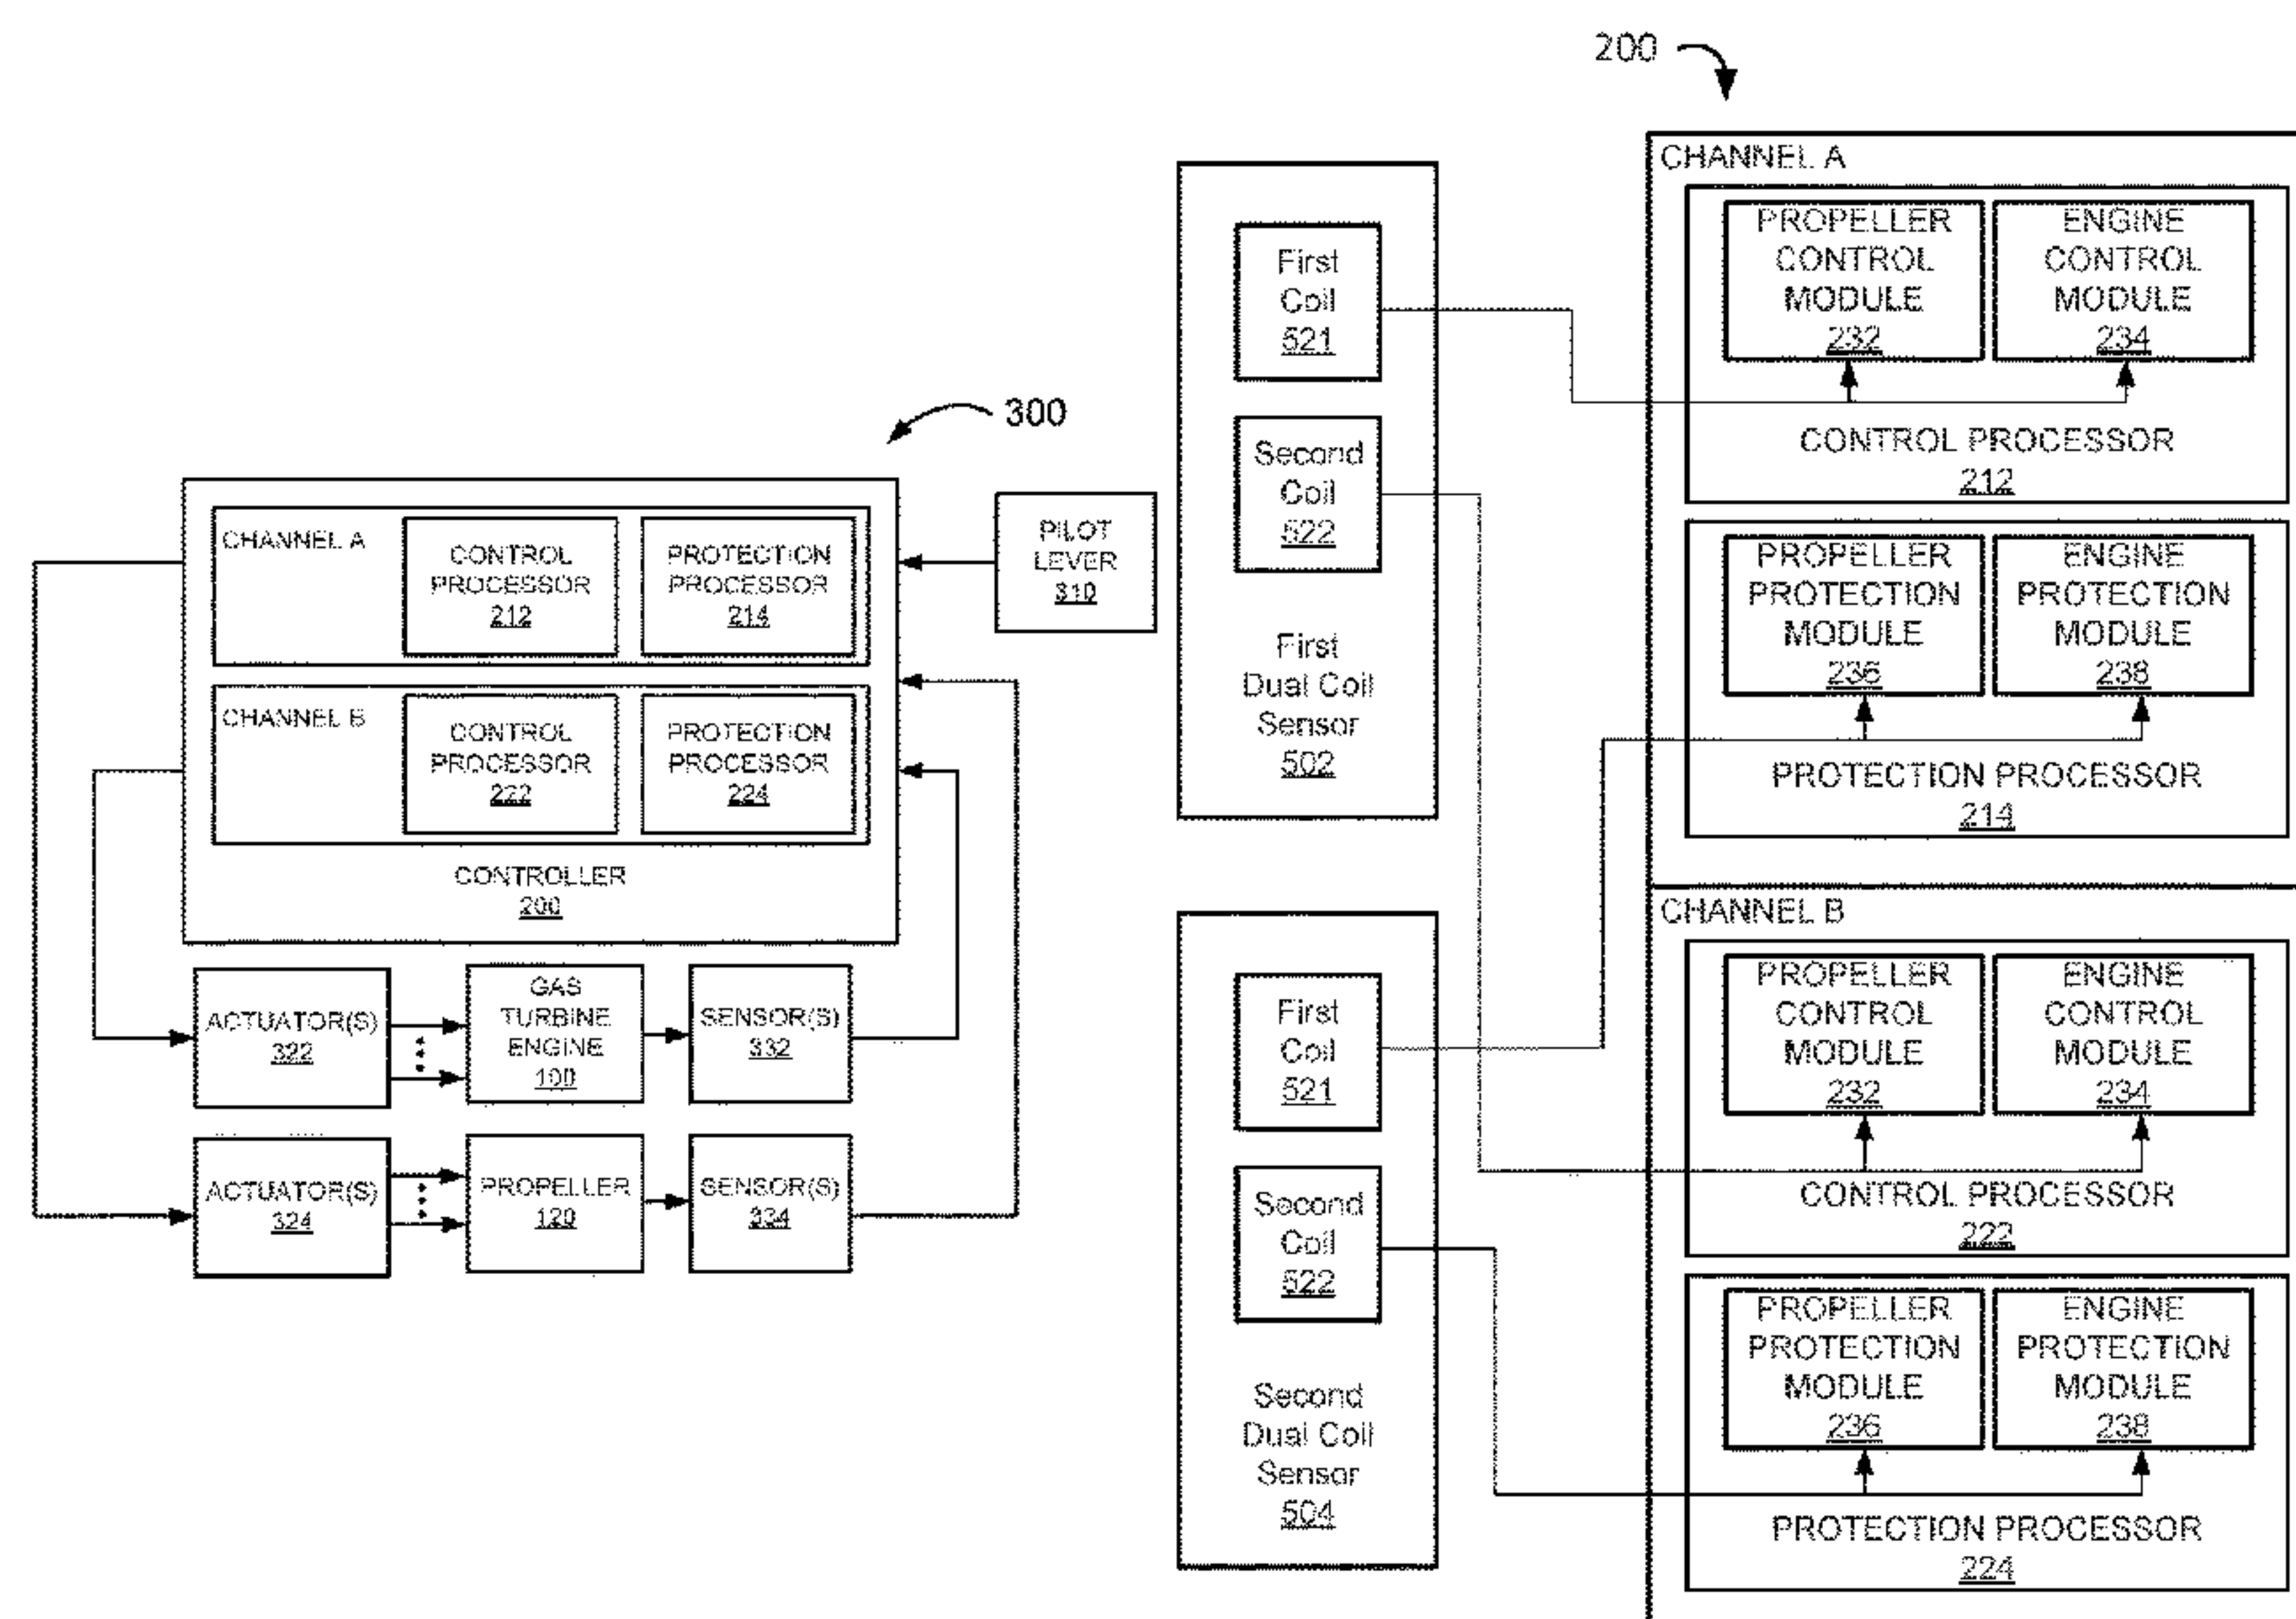 300
CHANNEL A
CONTROL
PROCESSOR
212
PROTECTION
PROCESSOR
214
CHANNEL B
CONTROL
PROCESSOR
222
PROTECTION
PROCESSOR
224
CONTROLLER
200
PILOT
LEVER
310
ACTUATOR(S)
322
GAS
TURBINE
ENGINE
100
SENSOR(S)
332
ACTUATOR(S)
324
PROPELLER
120
SENSOR(S)
334
200
First
Coil
521
Second
Coil
522
First
Dual Coil
Sensor
502
First
Coil
521
Second
Coil
522
Second
Dual Coil
Sensor
504
CHANNEL A
PROPELLER
CONTROL
MODULE
232
ENGINE
CONTROL
MODULE
234
CONTROL PROCESSOR
212
PROPELLER
PROTECTION
MODULE
236
ENGINE
PROTECTION
MODULE
238
PROTECTION PROCESSOR
214
CHANNEL B
PROPELLER
CONTROL
MODULE
232
ENGINE
CONTROL
MODULE
234
CONTROL PROCESSOR
222
PROPELLER
PROTECTION
MODULE
236
ENGINE
PROTECTION
MODULE
238
PROTECTION PROCESSOR
224